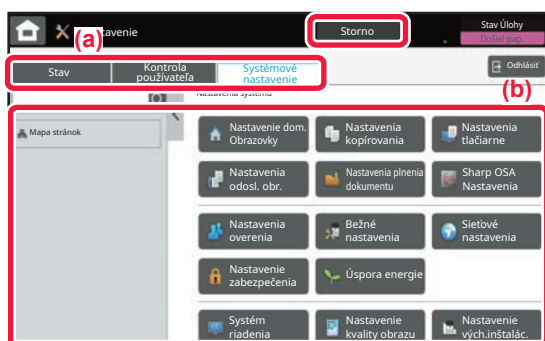 (a)
Storno
Stav Úlohy
Došiel pap.
Stav
Kontrola
používateľa
Systémové
nastavenie
Odhlásiť
(b)
Nastavenia systému
Mapa stránok
Nastavenie dom.
Obrazovky
Nastavenia
kopírovania
Nastavenia
tlačiarne
Nastavenia
odosl. obr.
Nastavenia plnenia
dokumentu
Sharp OSA
Nastavenia
Nastavenia
overenia
Bežné
nastavenia
Sieťové
nastavenia
Nastavenie
zabezpečenia
Úspora energie
Systém
riadenia
Nastavenie
kvality obrazu
Nastavenie
vých.inštalác.